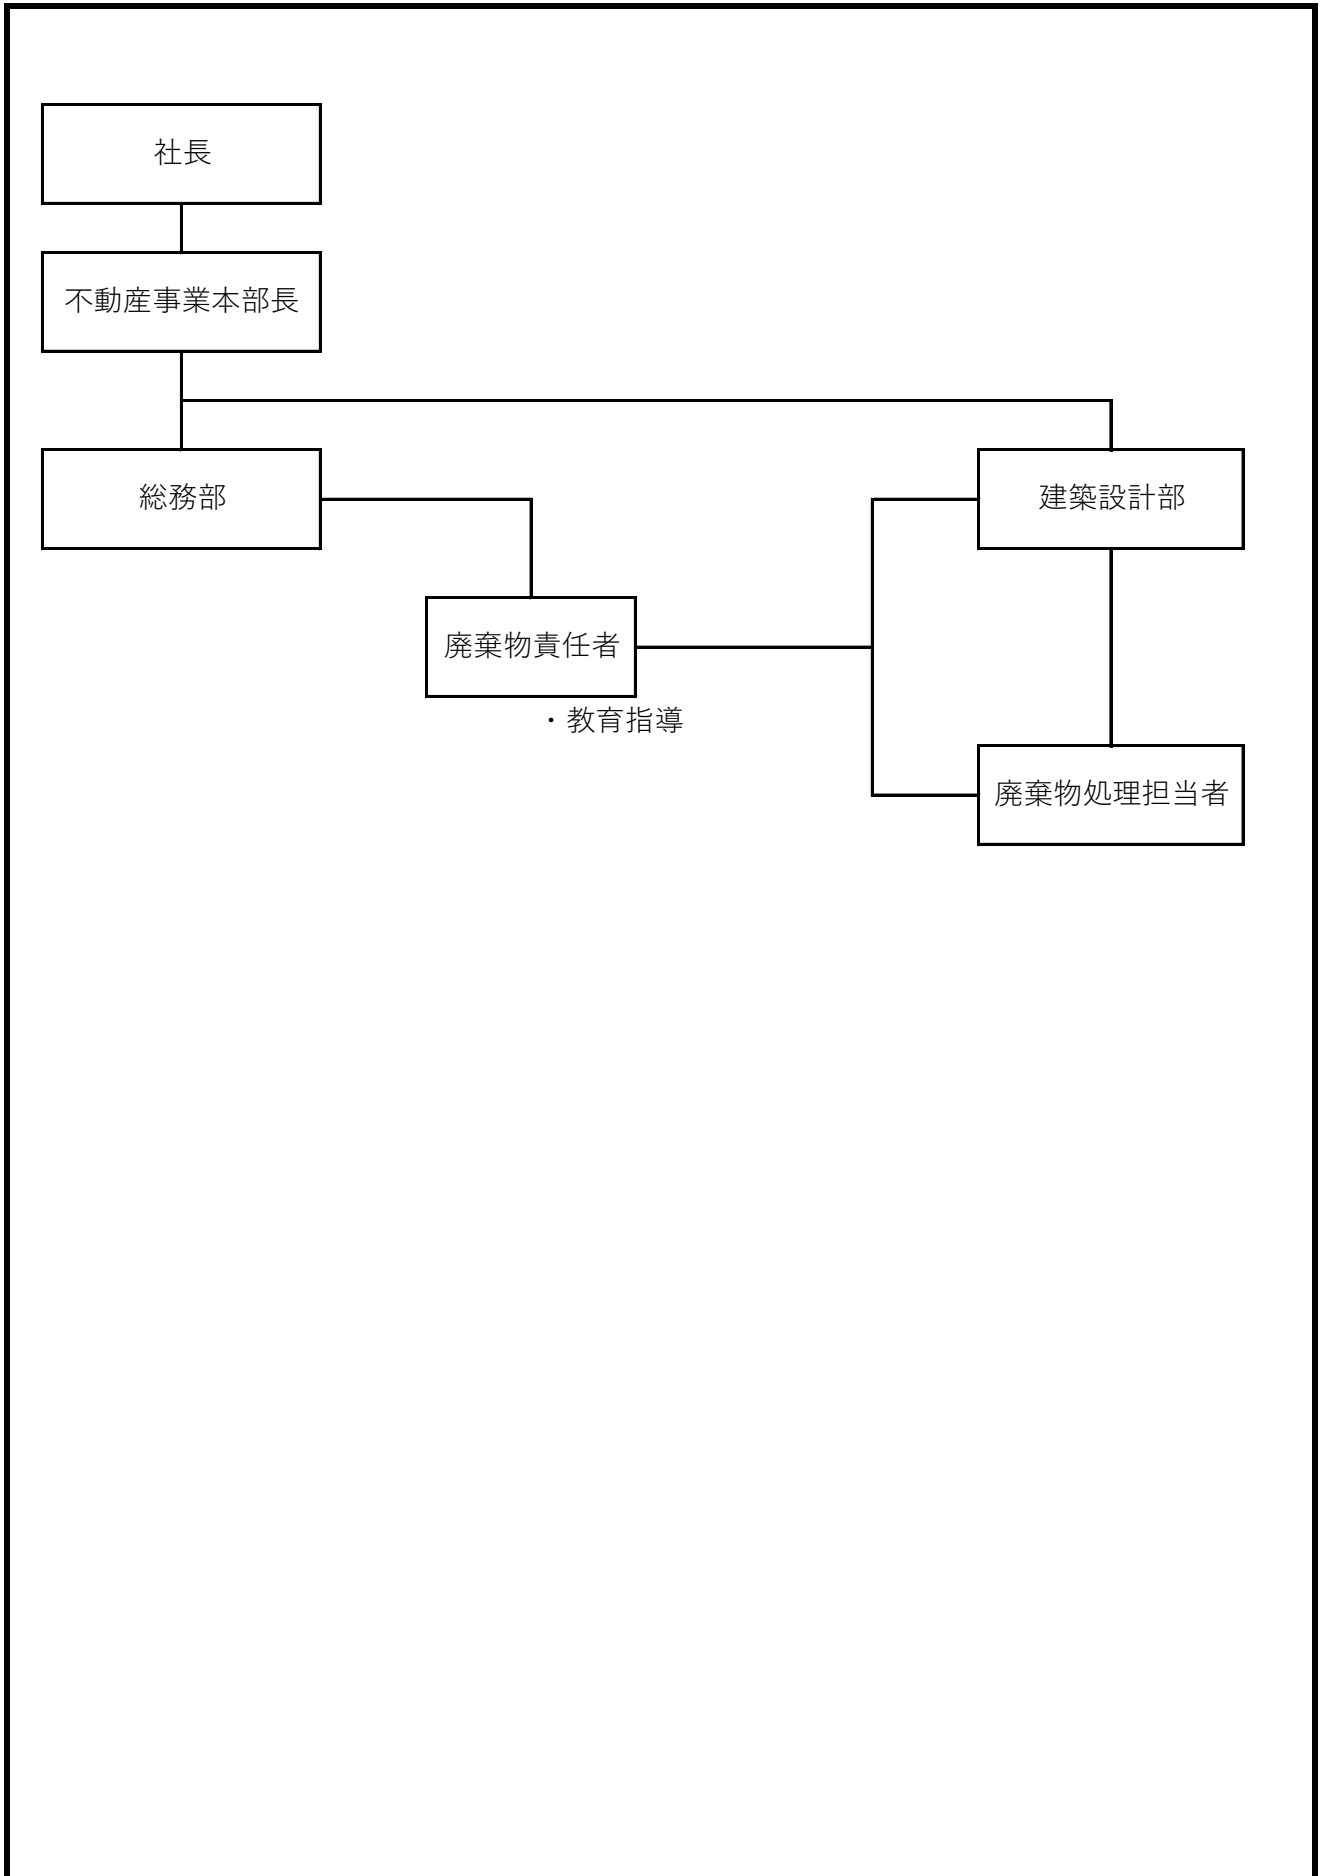 社長
不動産事業本部長
総務部
建築設計部
廃棄物責任者
・教育指導
廃棄物処理担当者